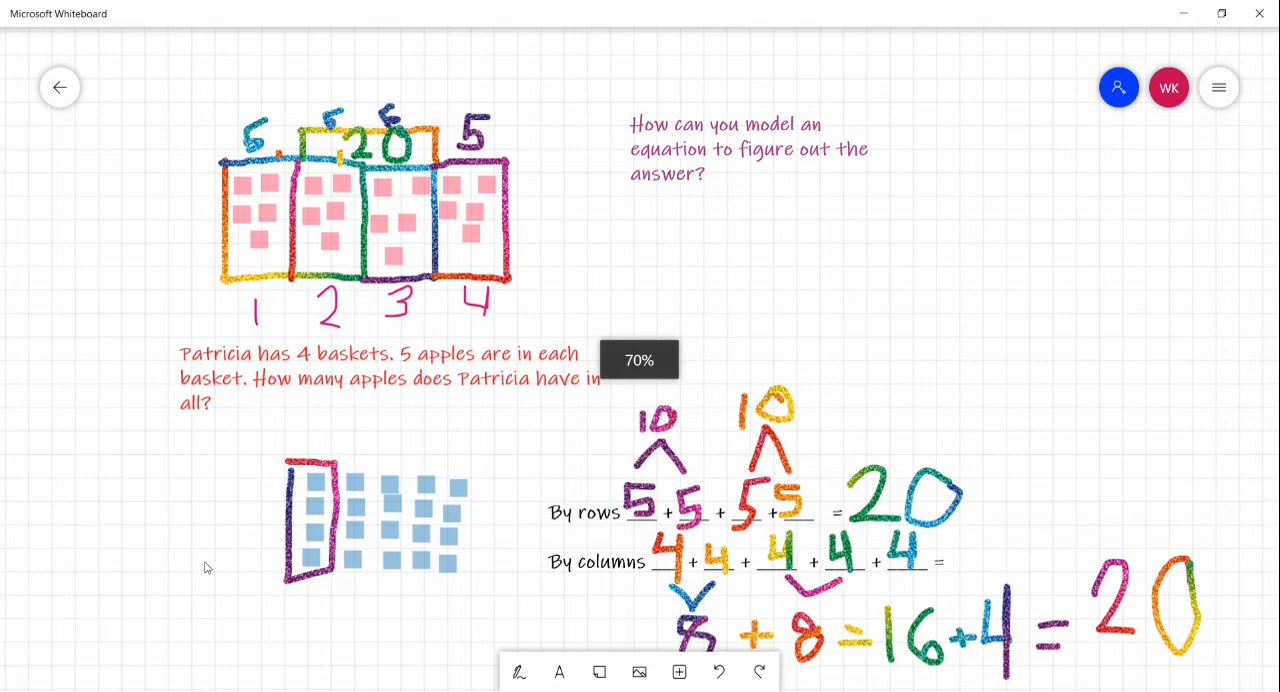 Microsoft Whiteboard
WK
5 5 5 5
20
1 2 3 4
How can you model an
equation to figure out the
answer?
Patricia has 4 baskets. 5 apples are in each
basket. How many apples does Patricia have in
all?
70%
10 10
By rows 5 + 5 + 5 + 5 = 20
By columns 4 + 4 + 4 + 4 + 4 =
8 + 8 = 16 + 4 = 20
A